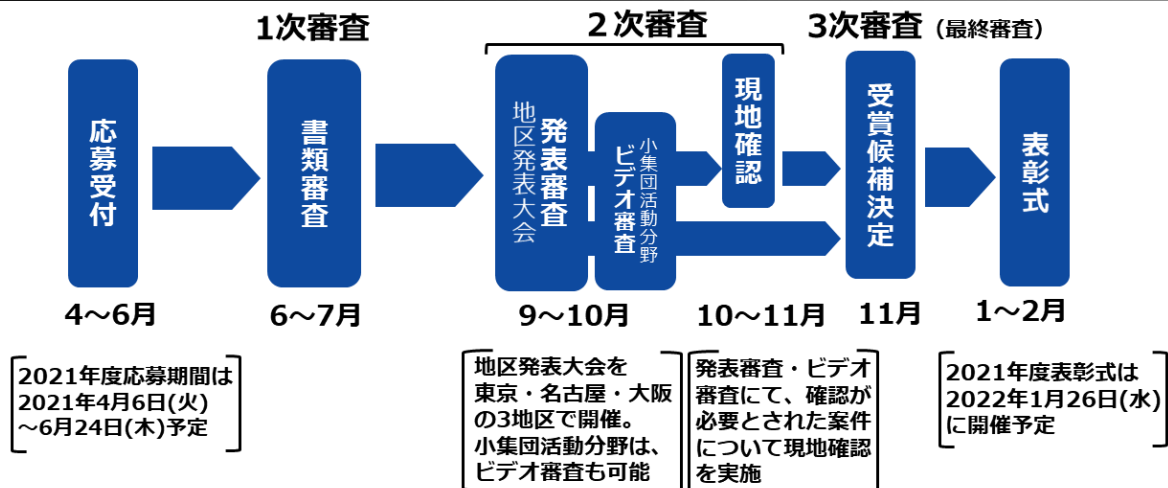 1次審査
2次審査
3次審査（最終審査）
応募受付
書類審査
発表審査
地区発表大会
小集団活動分野
ビデオ審査
現地確認
受賞候補決定
表彰式
4～6月
6～7月
9～10月
10～11月
11月
1～2月
2021年度応募期間は
2021年4月6日(火)
～6月24日(木)予定
地区発表大会を
東京・名古屋・大阪
の3地区で開催。
小集団活動分野は、
ビデオ審査も可能
発表審査・ビデオ
審査にて、確認が
必要とされた案件
について現地確認
を実施
2021年度表彰式は
2022年1月26日(水)
に開催予定